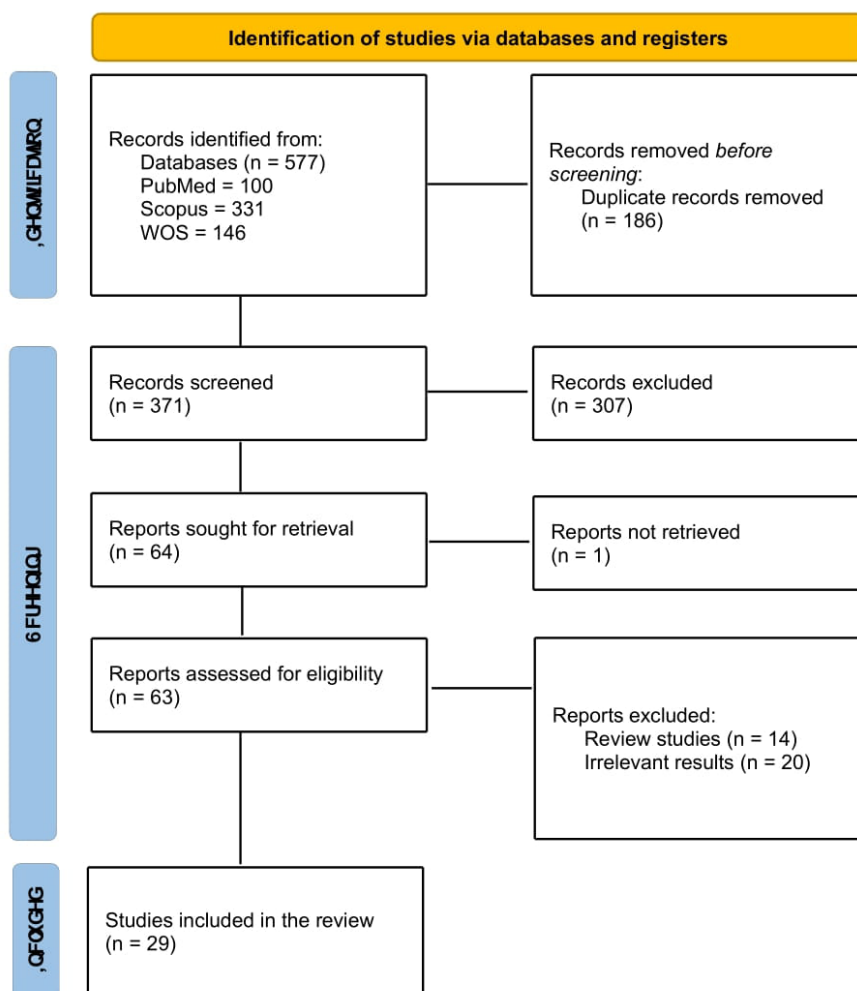 Identification of studies via databases and registers
Records identified from:
Databases (n = 577)
PubMed = 100
Scopus = 331
WOS = 146
Records removed before
screening:
Duplicate records removed
(n = 186)
6FUHHQLQJ
Records screened
(n = 371)
Records excluded
(n = 307)
Reports sought for retrieval
(n = 64)
Reports not retrieved
(n = 1)
Reports assessed for eligibility
(n = 63)
Reports excluded:
Review studies (n = 14)
Irrelevant results (n = 20)
,QFOXGHG
Studies included in the review
(n = 29)